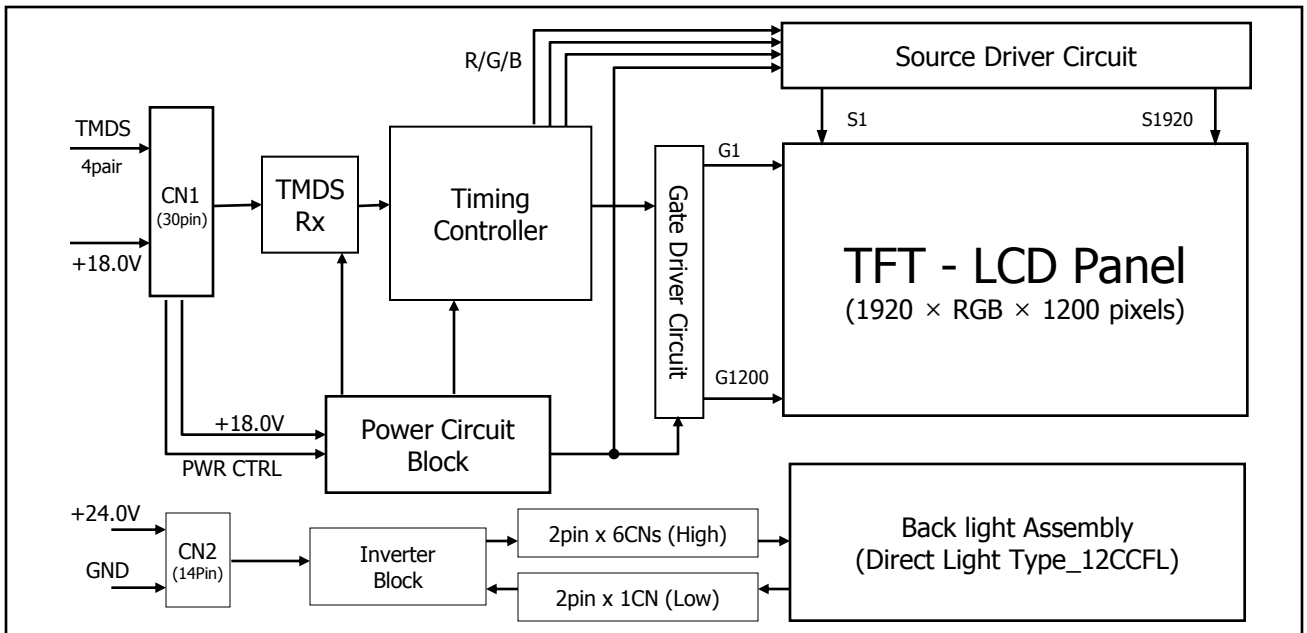 R/G/B
Source Driver Circuit
S1
S1920
TMDS
4pair
+18.0V
CN1
(30pin)
TMDS
Rx
Timing
Controller
Gate Driver Circuit
G1
G1200
TFT - LCD Panel
(1920 × RGB × 1200 pixels)
+18.0V
PWR CTRL
Power Circuit
Block
+24.0V
GND
CN2
(14Pin)
Inverter
Block
2pin x 6CNs (High)
2pin x 1CN (Low)
Back light Assembly
(Direct Light Type_12CCFL)